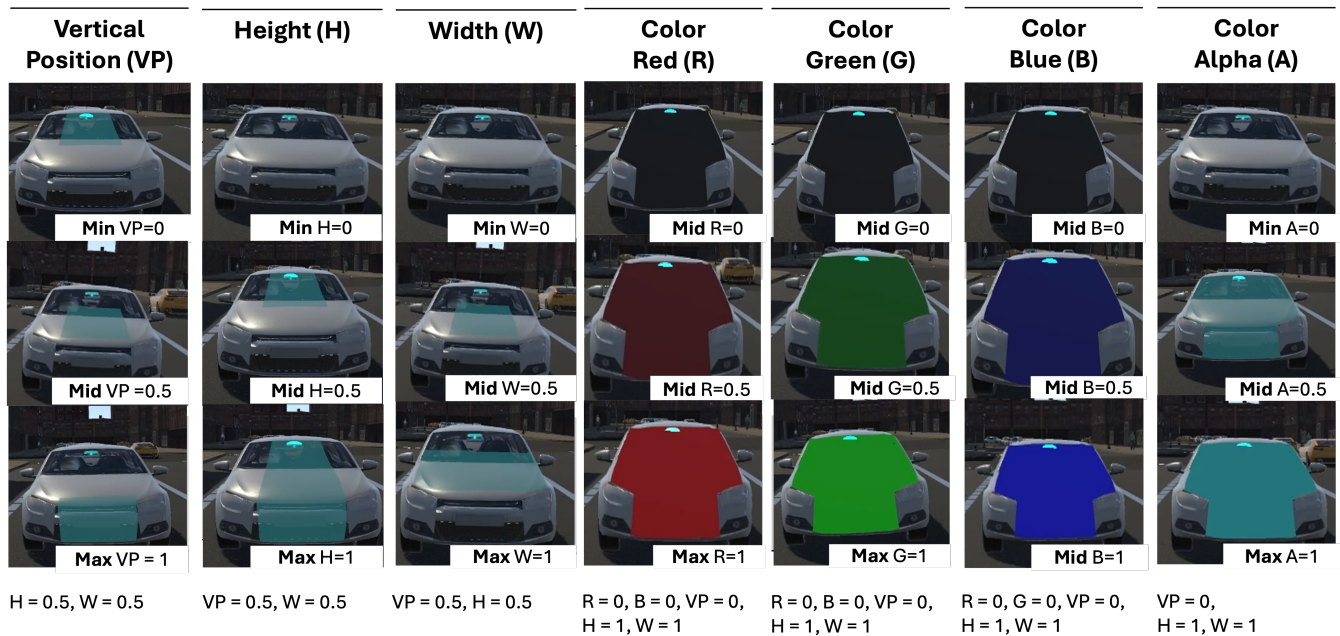 Vertical
Position (VP)
Height (H)
Width (W)
Color
Red (R)
Color
Green (G)
Color
Blue (B)
Color
Alpha (A)
Min VP=0
Min H=0
Min W=0
Mid R=0
Mid G=0
Mid B=0
Min A=0
Mid VP =0.5
Mid H=0.5
Mid W=0.5
Mid R=0.5
Mid G=0.5
Mid B=0.5
Mid A=0.5
Max VP = 1
Max H=1
Max W=1
Max R=1
Max G=1
Mid B=1
Max A=1
H = 0.5, W = 0.5
VP = 0.5, W = 0.5
VP = 0.5, H = 0.5
R = 0, B = 0, VP = 0,
H = 1, W = 1
R = 0, B = 0, VP = 0,
H = 1, W = 1
R = 0, G = 0, VP = 0,
H = 1, W = 1
VP = 0,
H = 1, W = 1